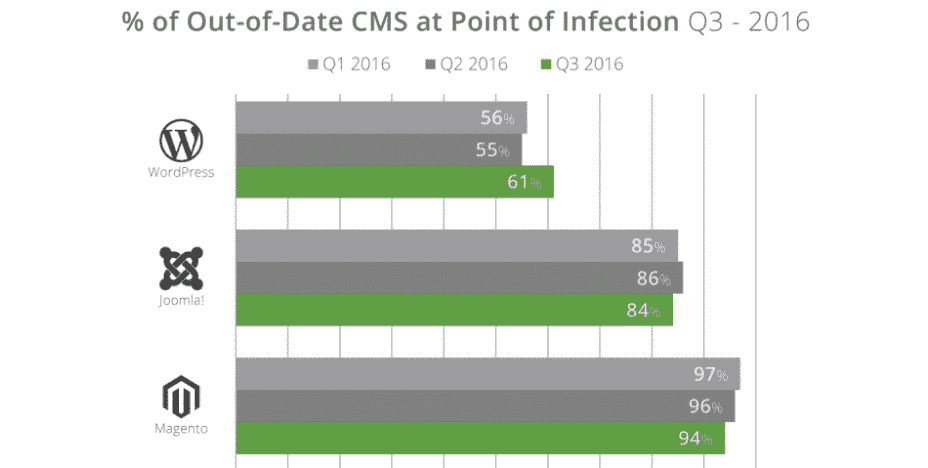 % of Out-of-Date CMS at Point of Infection Q3 - 2016
Q1 2016 Q2 2016 Q3 2016
56%
55%
61%
WordPress
85%
86%
84%
Joomla!
97%
96%
94%
Magento